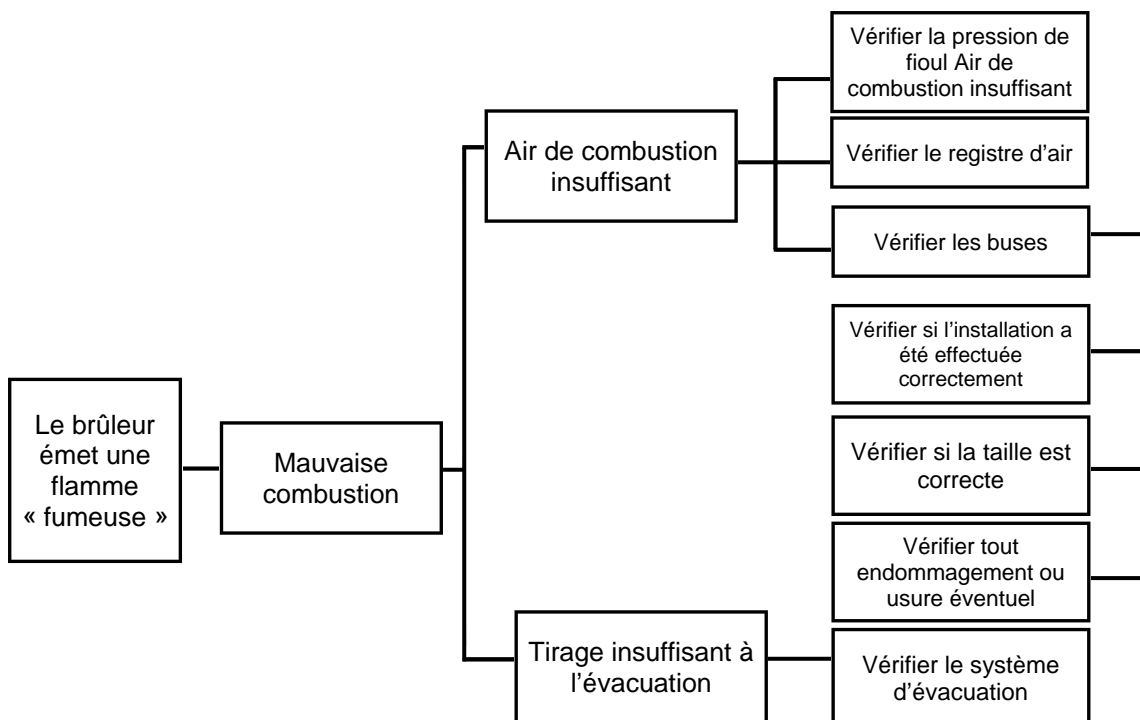 Le brûleur
émet une
flamme
« fumeuse »
Mauvaise
combustion
Air de combustion
insuffisant
Vérifier la pression de
fioul Air de
combustion insuffisant
Vérifier le registre d’air
Vérifier les buses
Vérifier si l’installation a
été effectuée
correctement
Vérifier si la taille est
correcte
Vérifier tout
endommagement ou
usure éventuel
Tirage insuffisant à
l’évacuation
Vérifier le système
d’évacuation